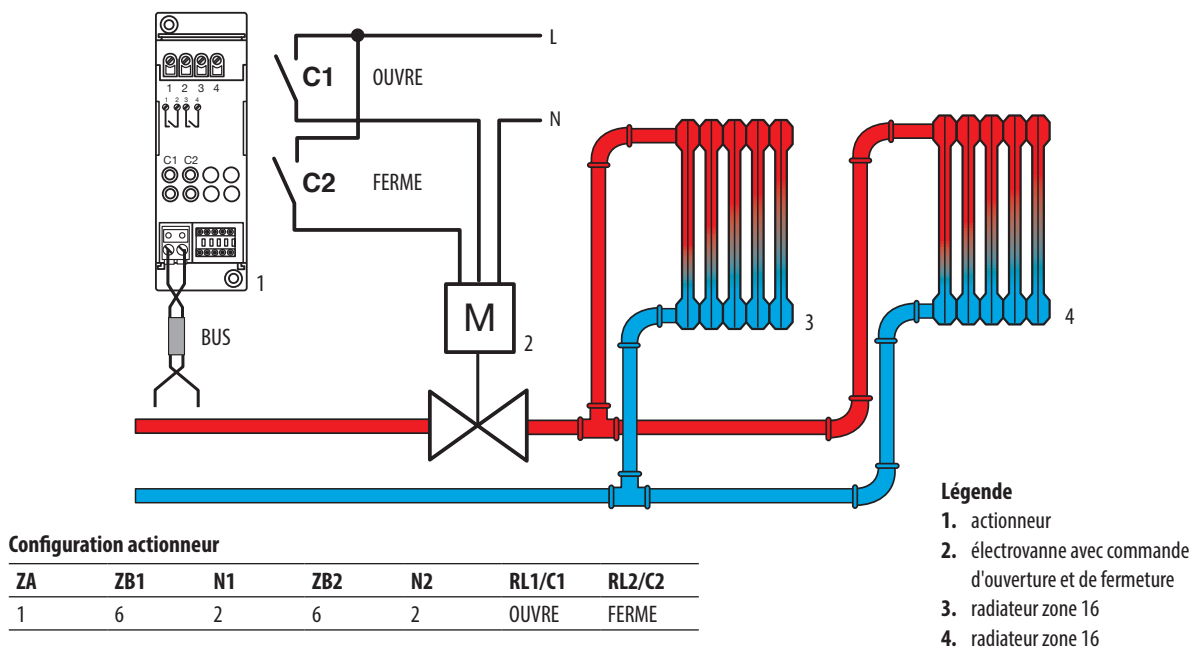 L
C1 OUVRE
1 2 3 4
1 2 3 4
N
C1 C2
C2 FERME
1
M
2
3
4
BUS
Légende
1. actionneur
2. électrovanne avec commande
d'ouverture et de fermeture
3. radiateur zone 16
4. radiateur zone 16
Configuration actionneur
ZA ZB1 N1 ZB2 N2 RL1/C1 RL2/C2
1 6 2 6 2 OUVRE FERME